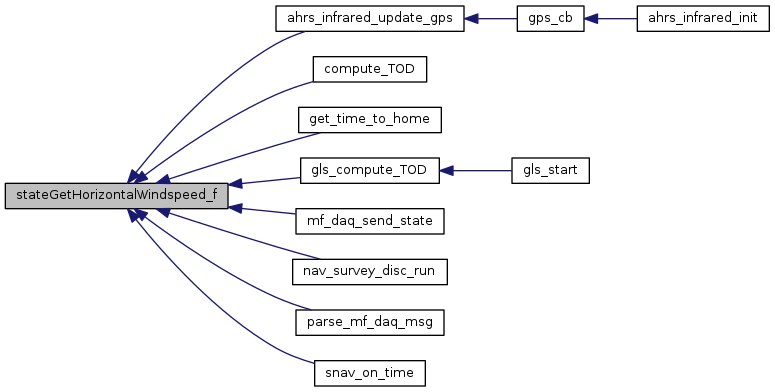 ahrs_infrared_update_gps
gps_cb
ahrs_infrared_init
compute_TOD
get_time_to_home
gls_compute_TOD
gls_start
stateGetHorizontalWindspeed_f
mf_daq_send_state
nav_survey_disc_run
parse_mf_daq_msg
snav_on_time